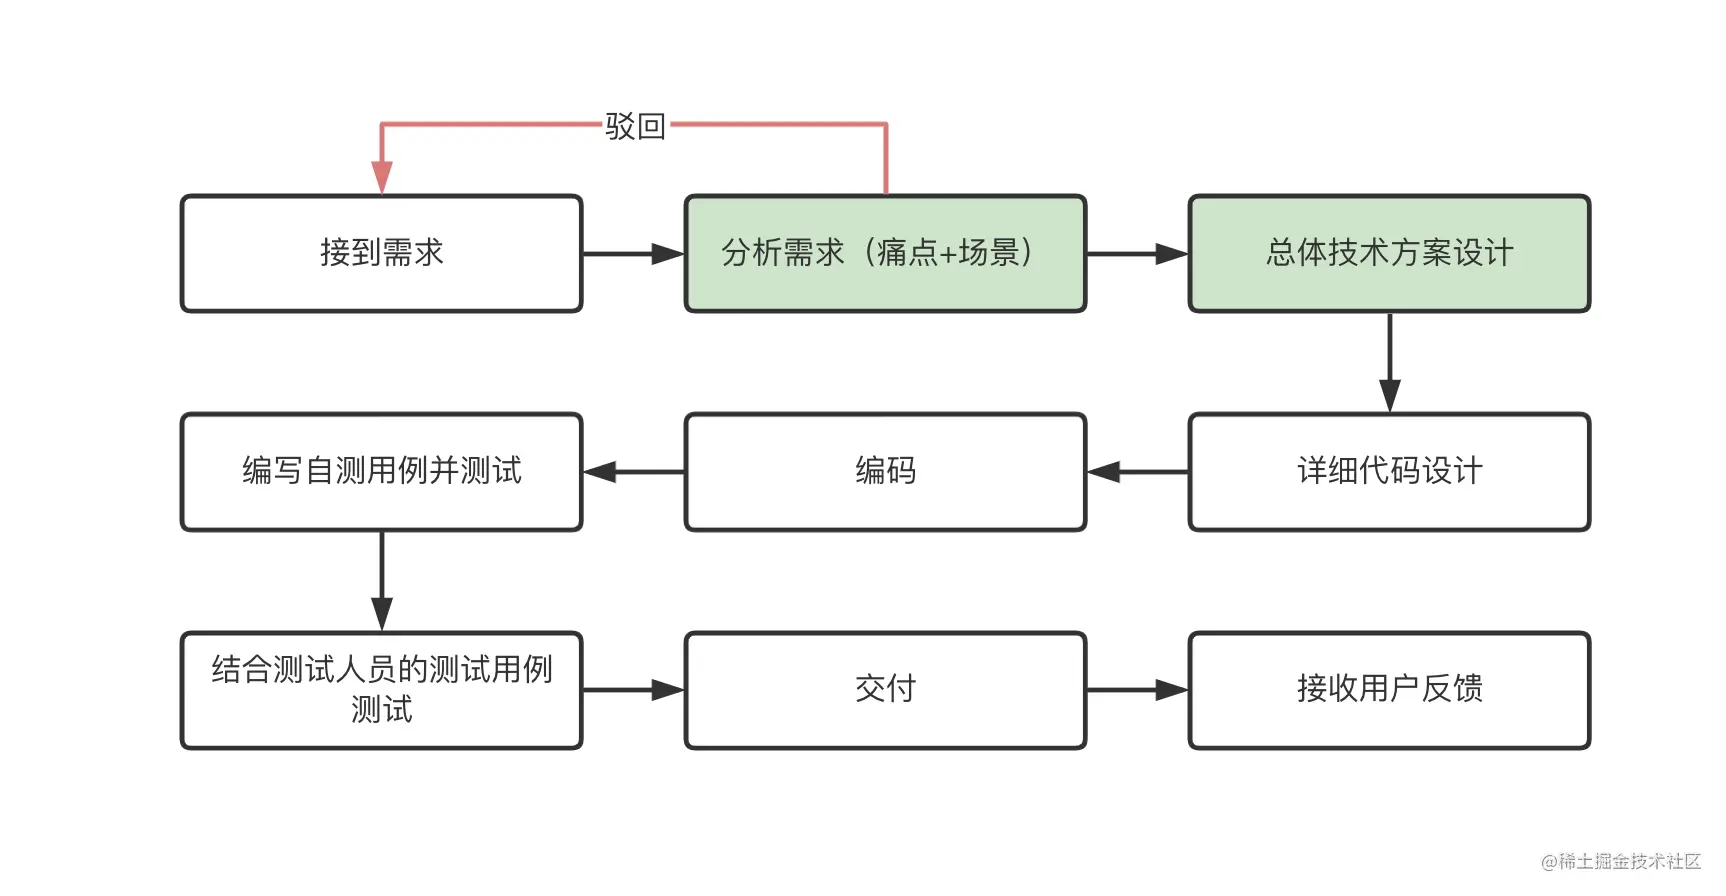 驳回
接到需求
分析需求（痛点+场景）
总体技术方案设计
详细代码设计
编码
编写自测用例并测试
结合测试人员的测试用例
测试
交付
接收用户反馈
@稀土掘金技术社区